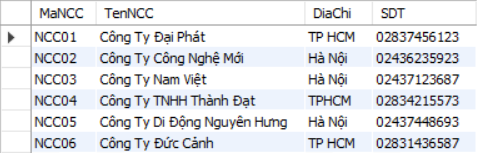 MaNCC TenNCC DiaChi SDT
NCC01 Công Ty Đại Phát TP HCM 02837456123
NCC02 Công Ty Công Nghệ Mới Hà Nội 02436235923
NCC03 Công Ty Nam Việt Hà Nội 02437123687
NCC04 Công Ty TNHH Thành Đạt TPHCM 02834215573
NCC05 Công Ty Di Động Nguyên Hưng Hà Nội 02437448693
NCC06 Công Ty Đức Cảnh TP HCM 02831436587